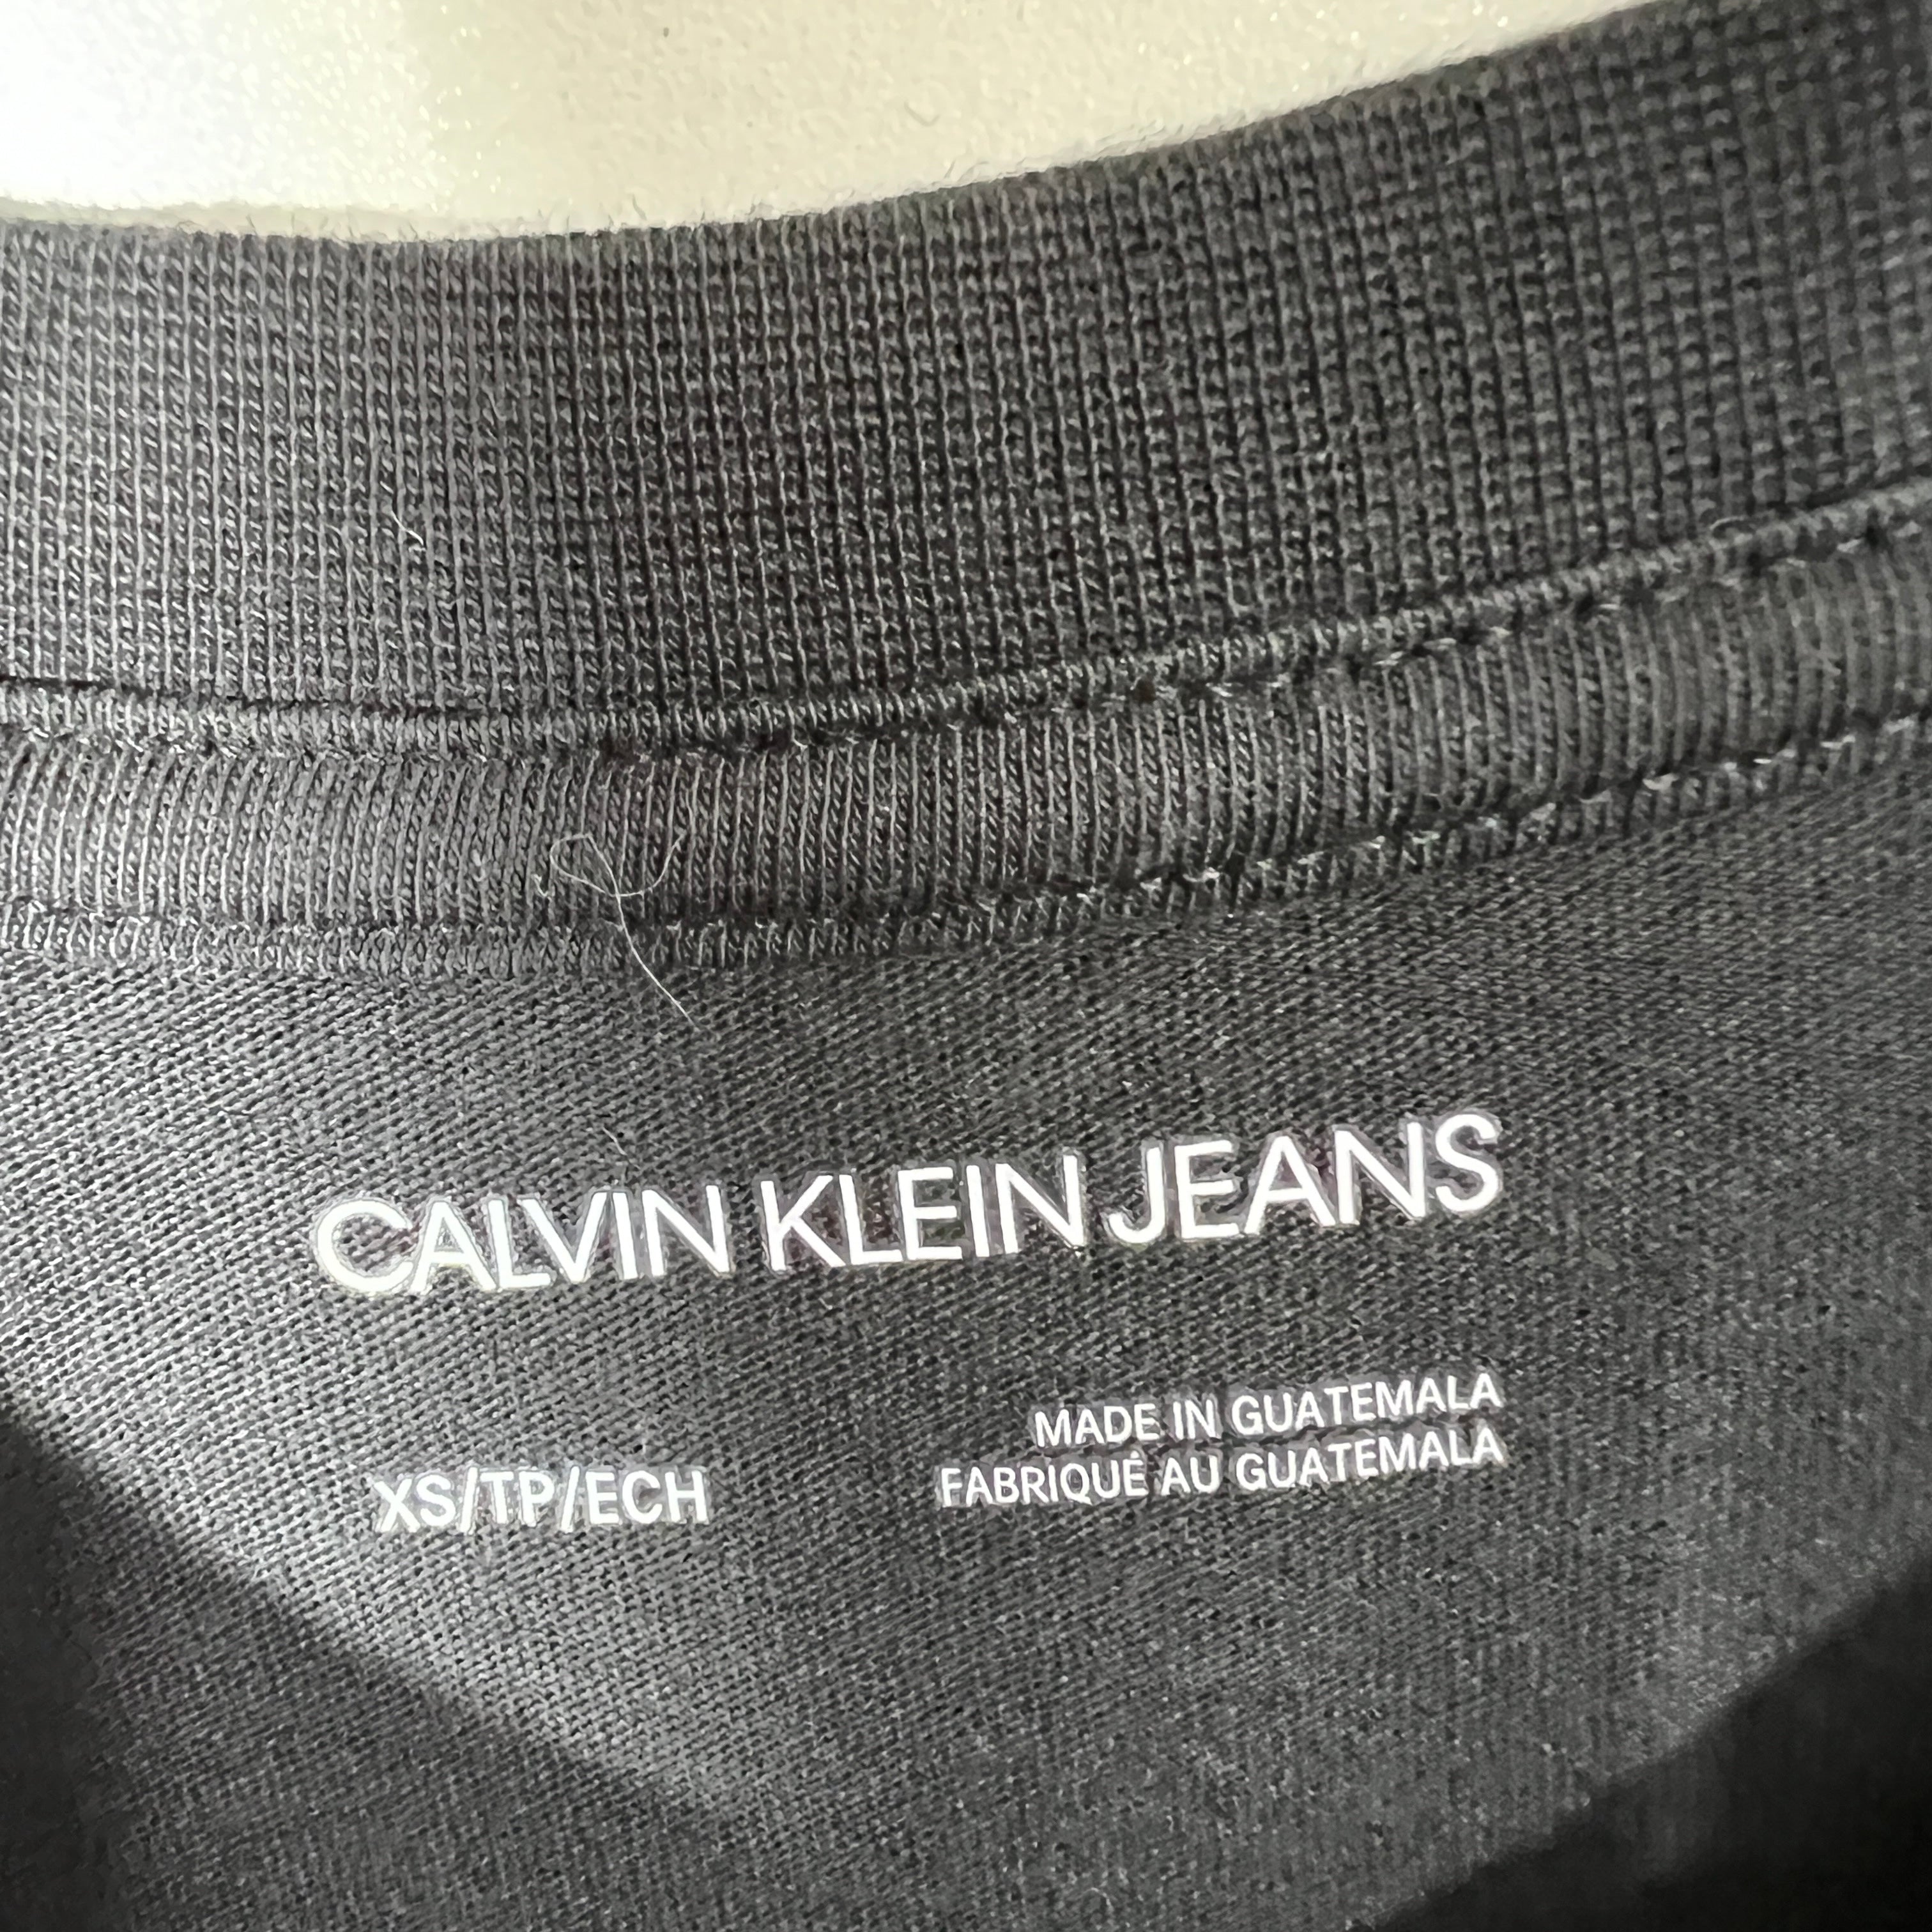 CALVIN KLEIN JEANS
XS/TP/ECH
MADE IN GUATEMALA
FABRIQUÉ AU GUATEMALA